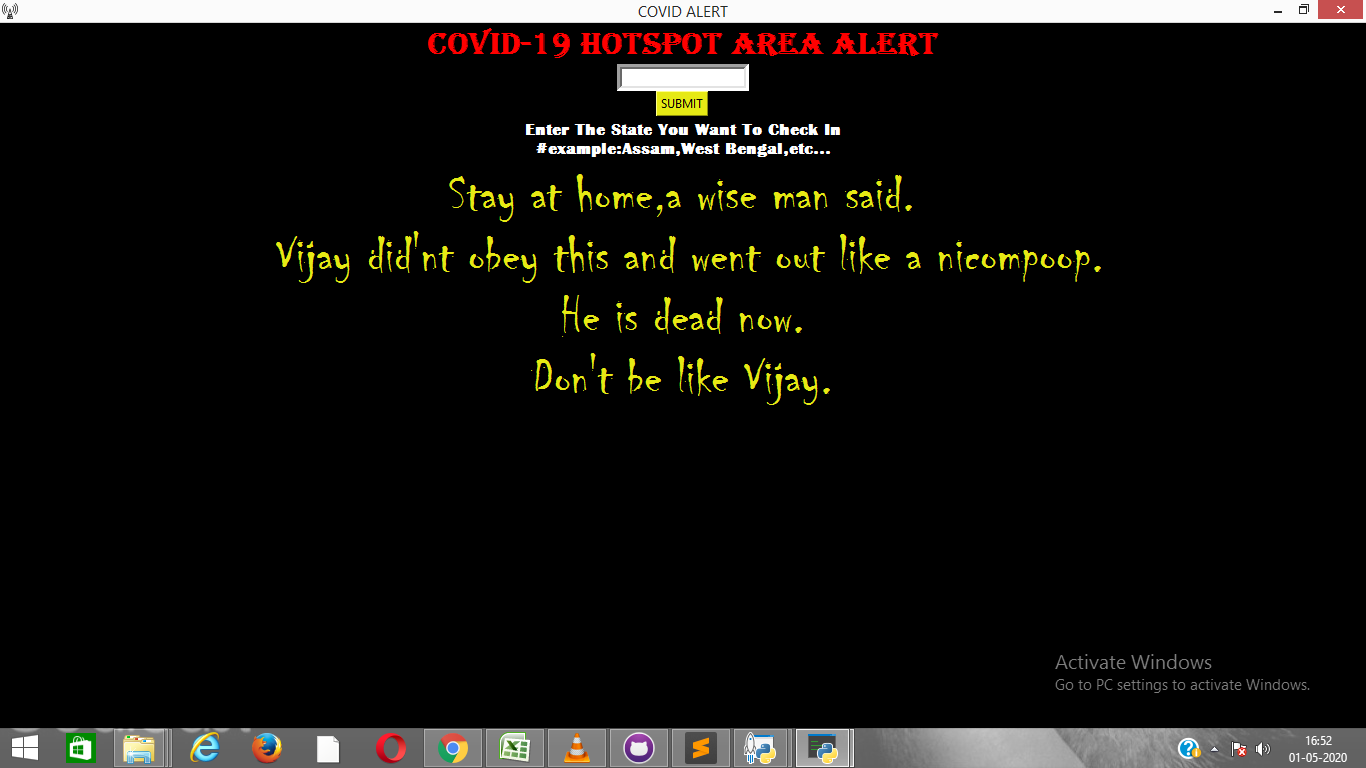 COVID ALERT
COVID-19 HOTSPOT AREA ALERT
SUBMIT
Enter The State You Want To Check In
#example:Assam,West Bengal,etc...
Stay at home,a wise man said.
Vijay did'nt obey this and went out like a nicompoop.
He is dead now.
Don't be like Vijay.
Activate Windows
Go to PC settings to activate Windows.
16:52
01-05-2020